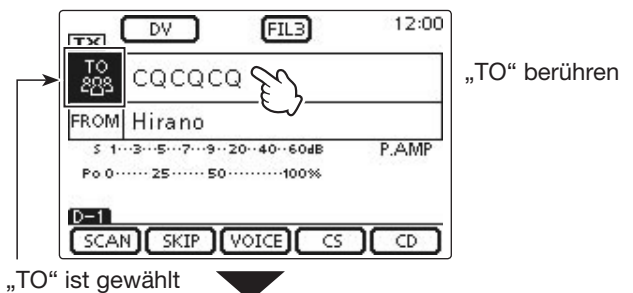 DV FIL3 12:00
TX
TO CQCQCQ „TO“ berühren
FROM Hirano
S 1···3···5···7···9··20··40··60dB P.AMP
Po 0······ 25 ······ 50 ··········100%
D-1
SCAN SKIP VOICE CS CD
„TO“ ist gewählt